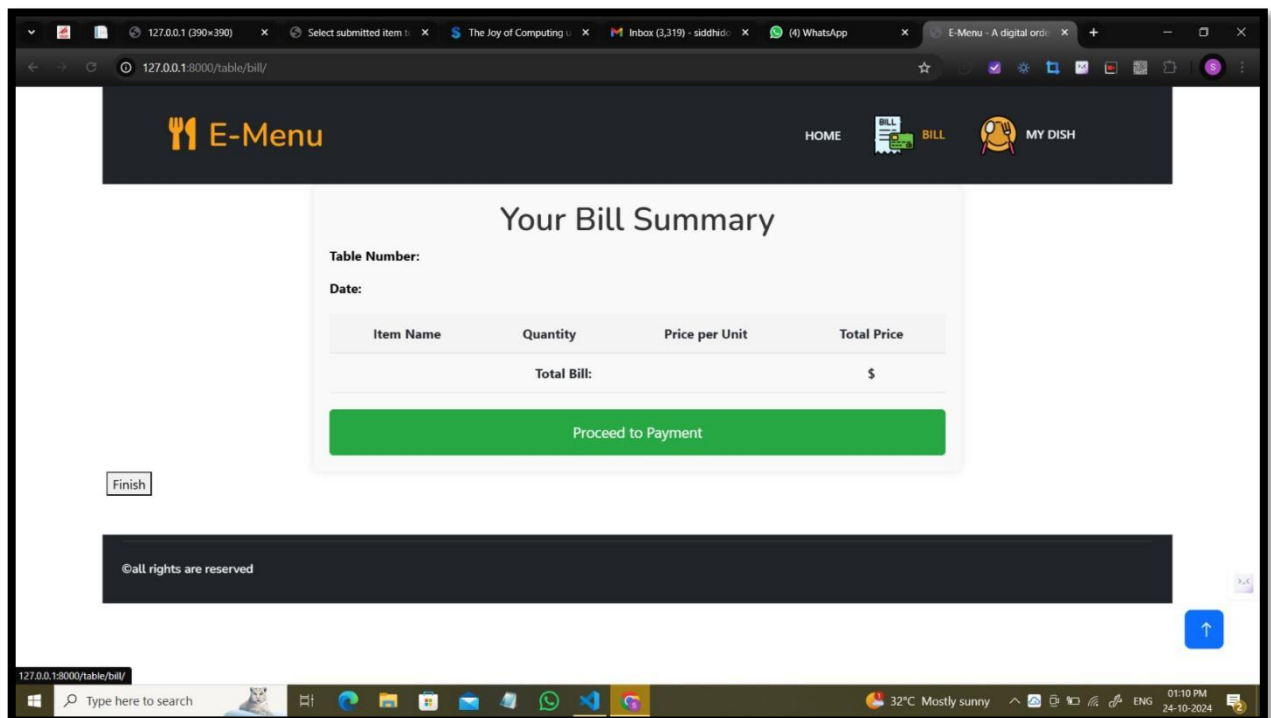 127.0.0.1 (390×390)
Select submitted item t
The Joy of Computing u
Inbox (3,319) - siddhido
(4) WhatsApp
E-Menu - A digital orde
127.0.0.1:8000/table/bill/
E-Menu
HOME
BILL
BILL
MY DISH
Your Bill Summary
Table Number:
Date:
Item Name Quantity Price per Unit Total Price
Total Bill: $
Proceed to Payment
Finish
©all rights are reserved
127.0.0.1:8000/table/bill/
Type here to search
32°C Mostly sunny
ENG
01:10 PM
24-10-2024